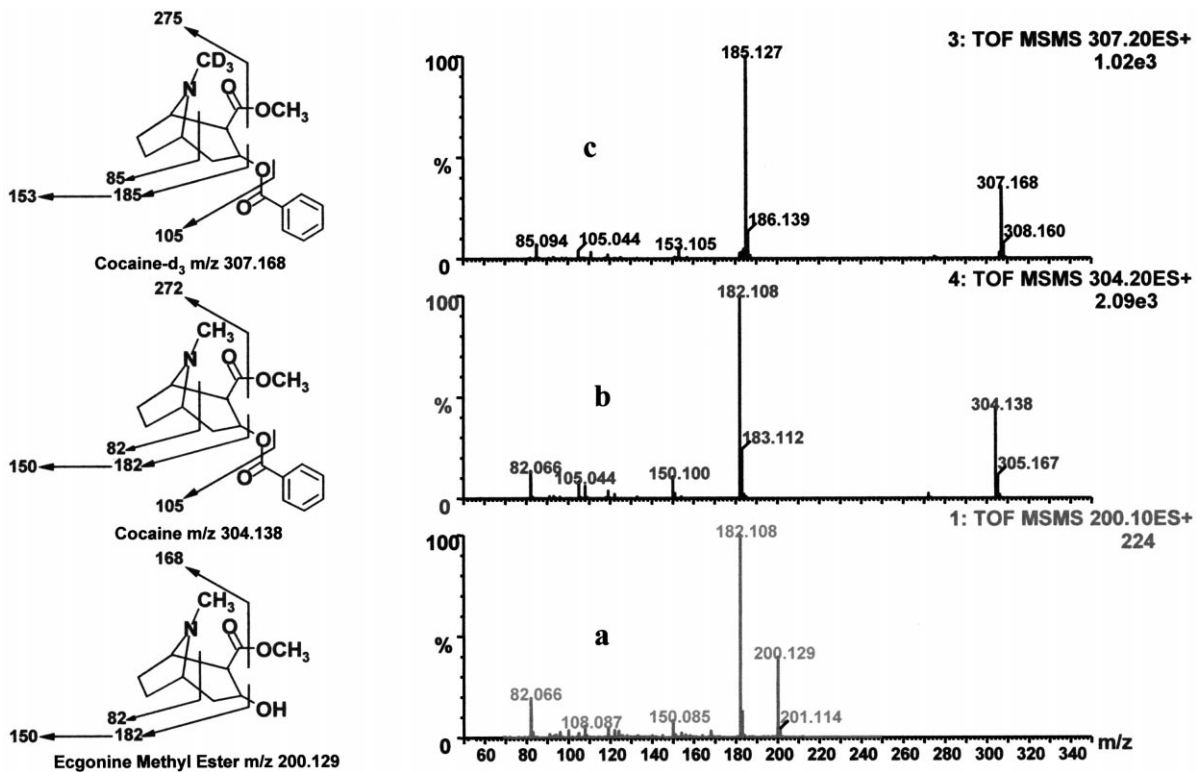 275
CD3
N
O
OCH3
O
85
153
185
O
105
Cocaine-d3 m/z 307.168
272
CH3
N
O
OCH3
82
O
150
182
O
105
Cocaine m/z 304.138
168
CH3
N
O
OCH3
82
OH
150
182
Ecgonine Methyl Ester m/z 200.129
3: TOF MSMS 307.20ES+
1.02e3
100
185.127
%
c
307.168
186.139
308.160
85.094
105.044
153.105
0
4: TOF MSMS 304.20ES+
2.09e3
100
182.108
%
b
304.138
183.112
305.167
82.066
105.044
150.100
0
1: TOF MSMS 200.10ES+
224
100
182.108
%
a
200.129
82.066
108.087
150.085
201.114
0
60 80 100 120 140 160 180 200 220 240 260 280 300 320 340 m/z